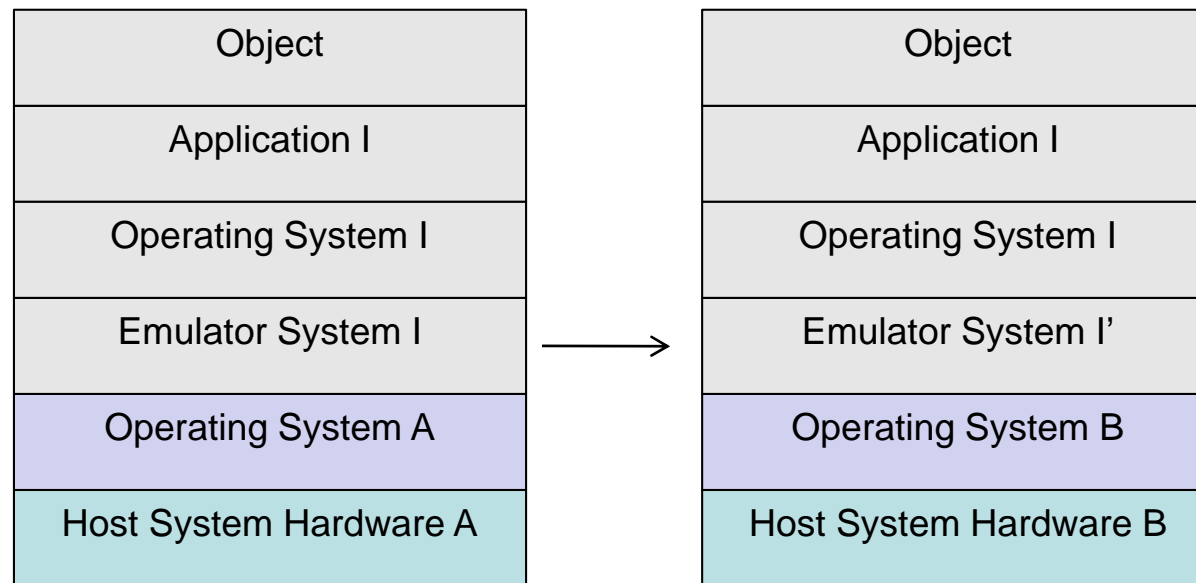 Object
Application I
Operating System I
Emulator System I
Operating System A
Host System Hardware A
Object
Application I
Operating System I
Emulator System I’
Operating System B
Host System Hardware B